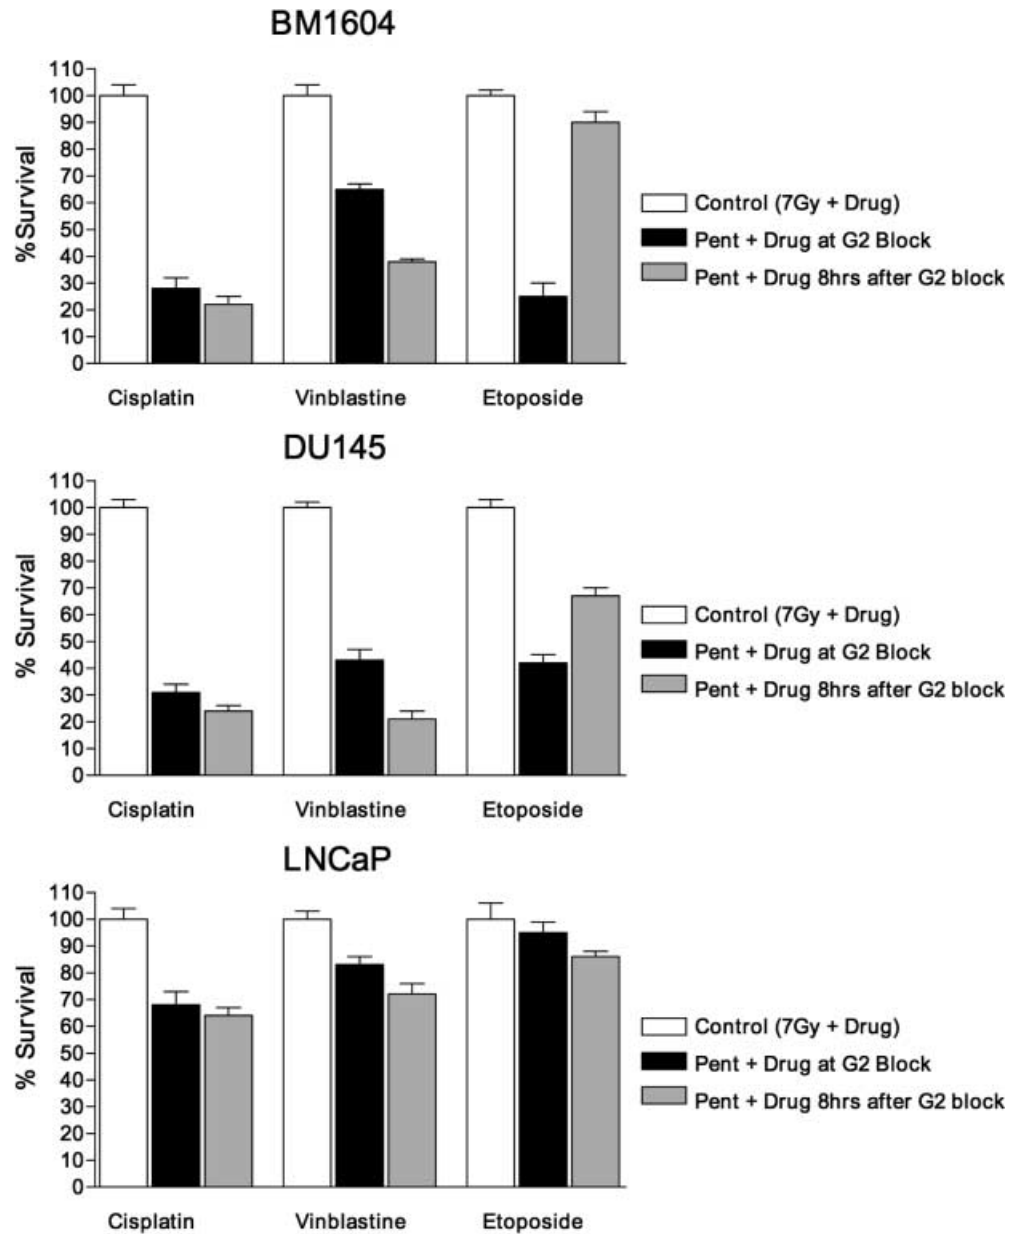 BM1604
110
100
90
80
70
60
50
40
30
20
10
0
%Survival
Cisplatin Vinblastine Etoposide
Control (7Gy + Drug)
Pent + Drug at G2 Block
Pent + Drug 8hrs after G2 block
DU145
110
100
90
80
70
60
50
40
30
20
10
0
% Survival
Cisplatin Vinblastine Etoposide
Control (7Gy + Drug)
Pent + Drug at G2 Block
Pent + Drug 8hrs after G2 block
LNCaP
110
100
90
80
70
60
50
40
30
20
10
0
% Survival
Cisplatin Vinblastine Etoposide
Control (7Gy + Drug)
Pent + Drug at G2 Block
Pent + Drug 8hrs after G2 block